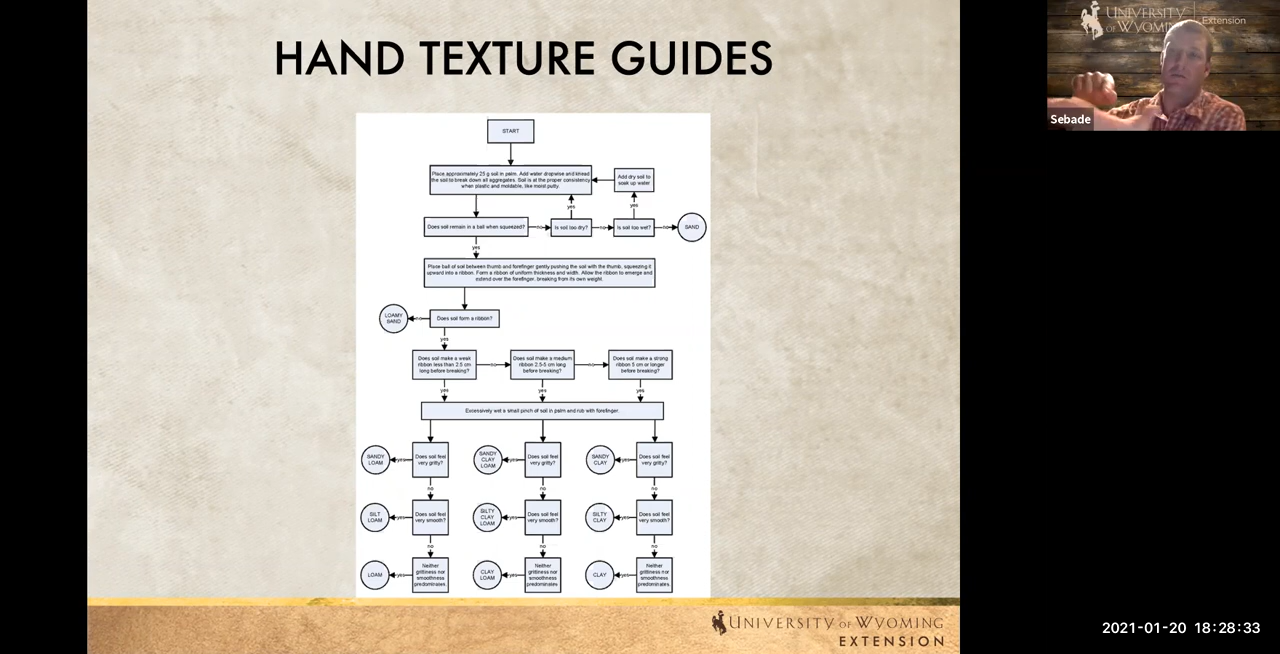 HAND TEXTURE GUIDES
UNIVERSITY
OF WYOMING
Extension
Sebade
START
Place approximately 25 g soil in palm. Add water dropwise and knead
the soil to break down all aggregates. Soil is at the proper consistency
when plastic and moldable, like moist putty.
Add dry soil to
soak up water
yes
yes
Does soil remain in a ball when squeezed?
no
Is soil too dry?
no
Is soil too wet?
no
SAND
yes
Place ball of soil between thumb and forefinger gently pushing the soil with the thumb, squeezing it
upward into a ribbon. Form a ribbon of uniform thickness and width. Allow the ribbon to emerge and
extend over the forefinger, breaking from its own weight.
LOAMY
SAND
no
Does soil form a ribbon?
yes
Does soil make a weak
ribbon less than 2.5 cm
long before breaking?
no
Does soil make a medium
ribbon 2.5-5 cm long
before breaking?
no
Does soil make a strong
ribbon 5 cm or longer
before breaking?
yes
yes
yes
Excessively wet a small pinch of soil in palm and rub with forefinger.
SANDY
LOAM
yes
Does soil feel
very gritty?
SANDY
CLAY
LOAM
yes
Does soil feel
very gritty?
SANDY
CLAY
yes
Does soil feel
very gritty?
no
no
no
SILT
LOAM
yes
Does soil feel
very smooth?
SILTY
CLAY
LOAM
yes
Does soil feel
very smooth?
SILTY
CLAY
yes
Does soil feel
very smooth?
no
no
no
LOAM
yes
Neither
grittiness nor
smoothness
predominates.
CLAY
LOAM
yes
Neither
grittiness nor
smoothness
predominates.
CLAY
yes
Neither
grittiness nor
smoothness
predominates.
UNIVERSITY OF WYOMING
EXTENSION
2021-01-20 18:28:33